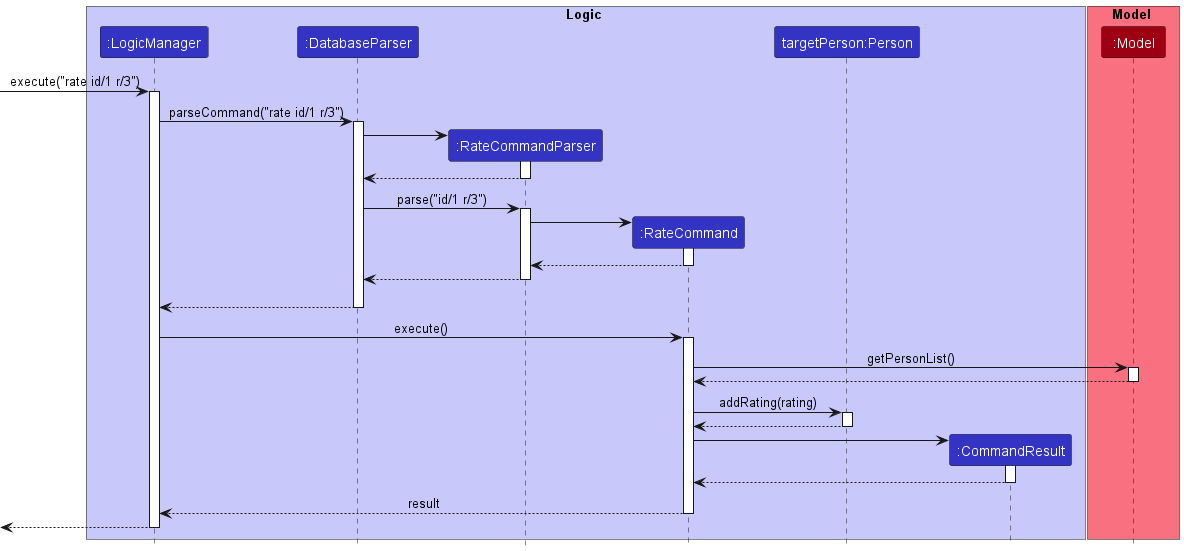 Logic
Model
:LogicManager
:DatabaseParser
targetPerson:Person
:Model
execute("rate id/1 r/3")
parseCommand("rate id/1 r/3")
:RateCommandParser
parse("id/1 r/3")
:RateCommand
execute()
getPersonList()
addRating(rating)
:CommandResult
result